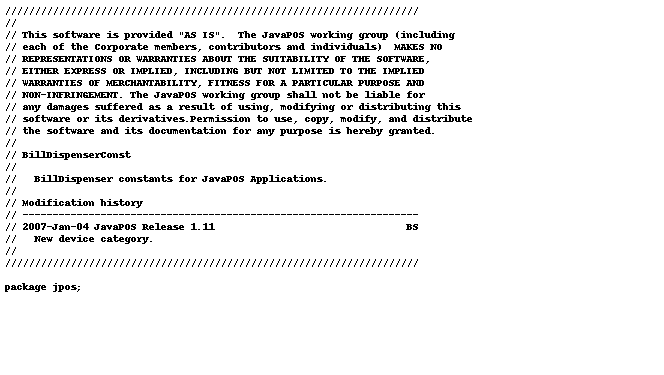 /////////////////////////////////////////////////////////////////////
//
// This software is provided "AS IS".  The JavaPOS working group (including
// each of the Corporate members, contributors and individuals)  MAKES NO
// REPRESENTATIONS OR WARRANTIES ABOUT THE SUITABILITY OF THE SOFTWARE,
// EITHER EXPRESS OR IMPLIED, INCLUDING BUT NOT LIMITED TO THE IMPLIED
// WARRANTIES OF MERCHANTABILITY, FITNESS FOR A PARTICULAR PURPOSE AND
// NON-INFRINGEMENT. The JavaPOS working group shall not be liable for
// any damages suffered as a result of using, modifying or distributing this
// software or its derivatives.Permission to use, copy, modify, and distribute
// the software and its documentation for any purpose is hereby granted.
//
// BillDispenserConst
//
//   BillDispenser constants for JavaPOS Applications.
//
// Modification history
// ------------------------------------------------------------------
// 2007-Jan-04 JavaPOS Release 1.11                                BS
//   New device category.
//
/////////////////////////////////////////////////////////////////////
package jpos;